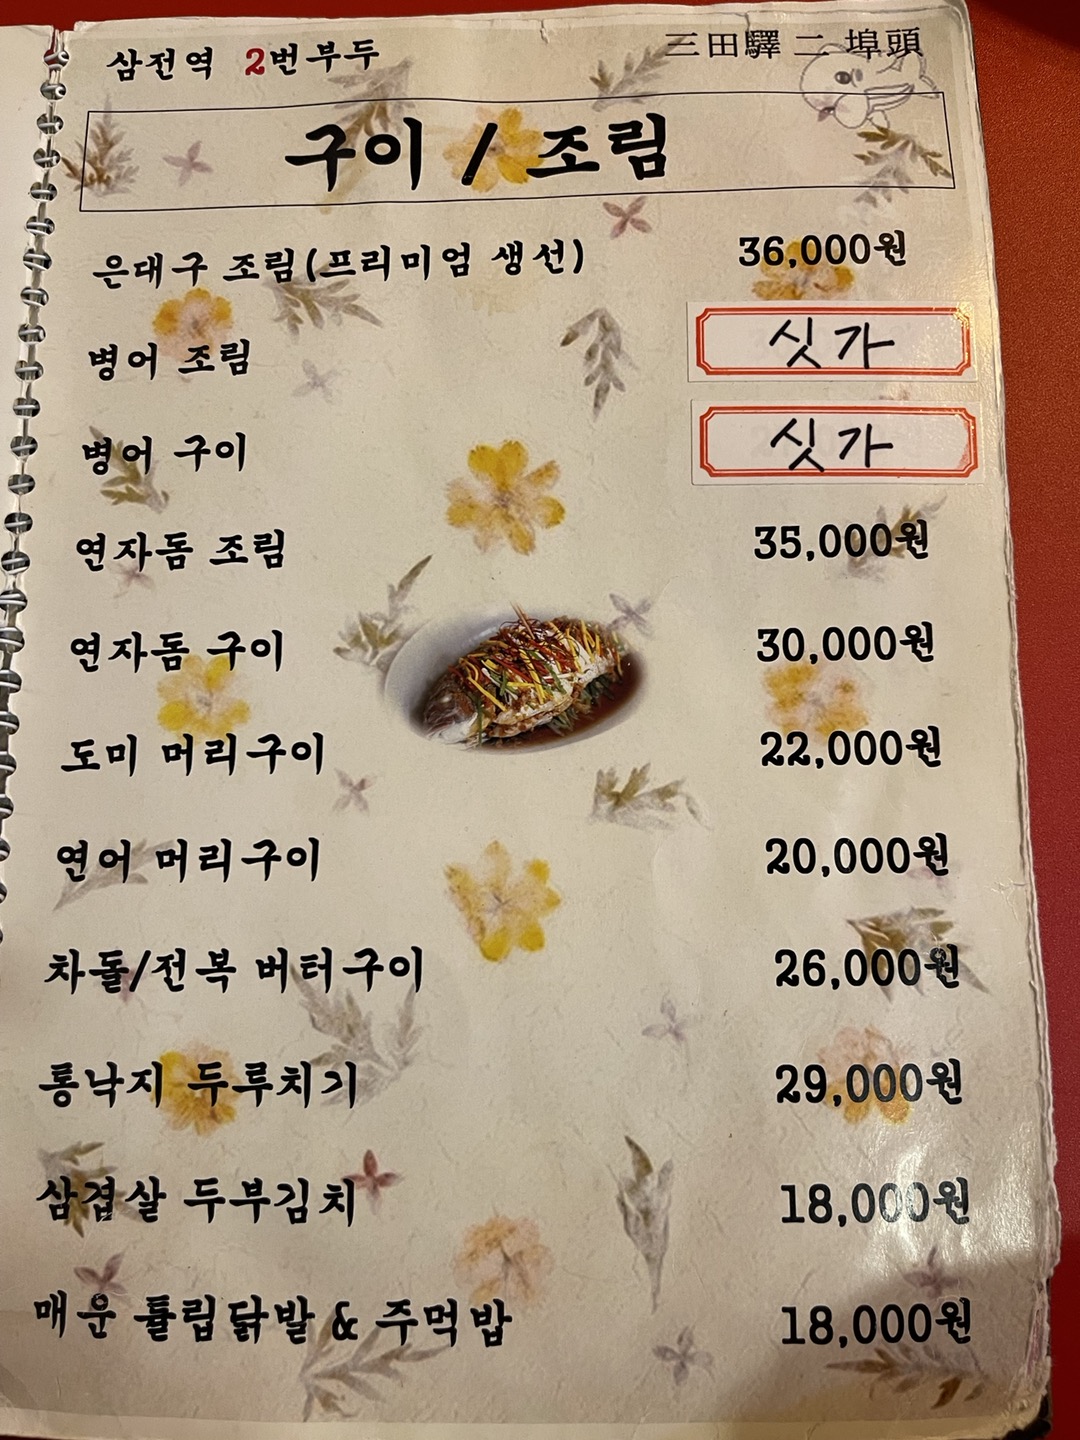 삼전역 2번부두
三田驛 二 埠頭
구이 / 조림
은대구 조림(프리미엄 생선) 36,000원
병어 조림 싯가
병어 구이 싯가
연자돔 조림 35,000원
연자돔 구이 30,000원
도미 머리구이 22,000원
연어 머리구이 20,000원
차돌/전복 버터구이 26,000원
통낙지 두루치기 29,000원
삼겹살 두부김치 18,000원
매운 튤립닭발 & 주먹밥 18,000원